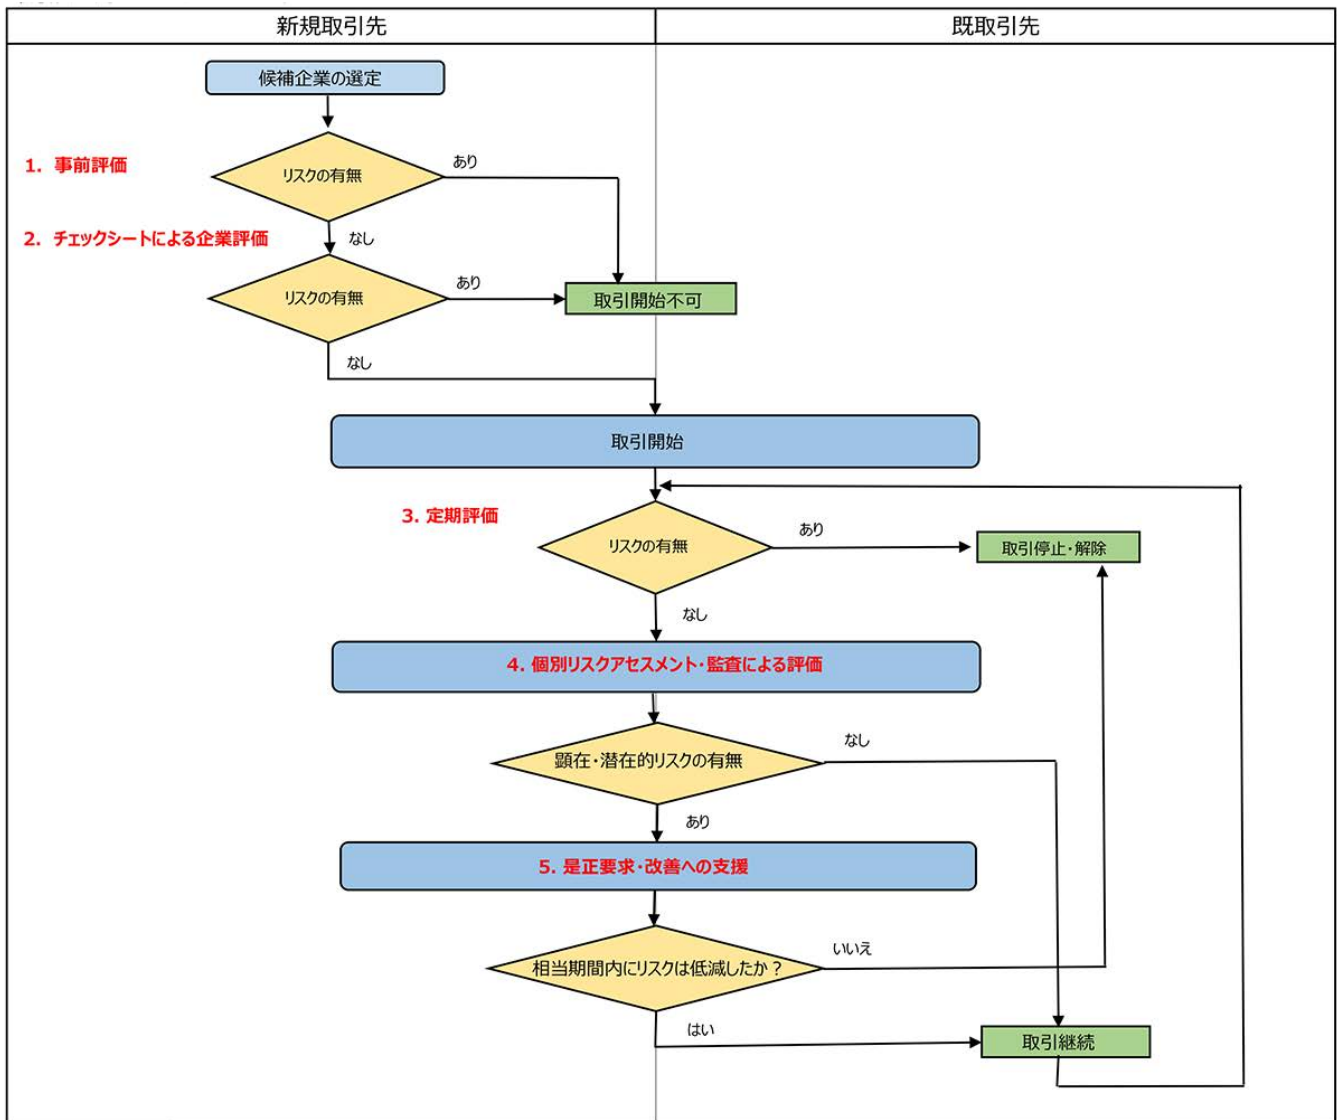 新規取引先
既取引先
候補企業の選定
1. 事前評価
リスクの有無
あり
2. チェックシートによる企業評価
なし
リスクの有無
あり
取引開始不可
なし
取引開始
3. 定期評価
リスクの有無
あり
取引停止・解除
なし
4. 個別リスクアセスメント・監査による評価
顕在・潜在的リスクの有無
なし
あり
5. 是正要求・改善への支援
相当期間内にリスクは低減したか？
いいえ
はい
取引継続